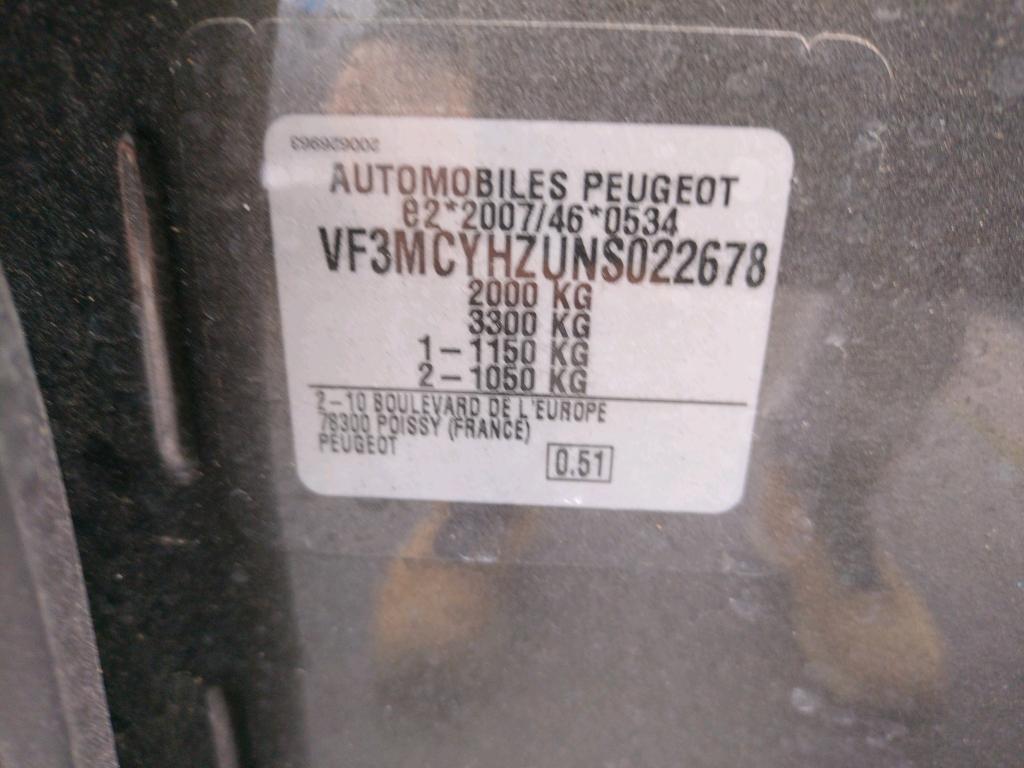 200629693
AUTOMOBILES PEUGEOT
e2*2007/46*0534
VF3MCYHZUNS022678
2000 KG
3300 KG
1-1150 KG
2-1050 KG
2-10 BOULEVARD DE L'EUROPE
78300 POISSY (FRANCE)
PEUGEOT
0.51